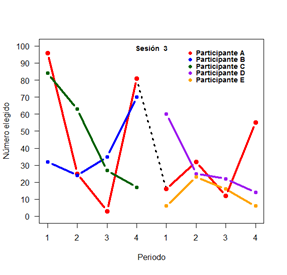 Sesión 3
Participante A
Participante B
Participante C
Participante D
Participante E
Número elegido
100
90
80
70
60
50
40
30
20
10
0
1 2 3 4 1 2 3 4
Periodo